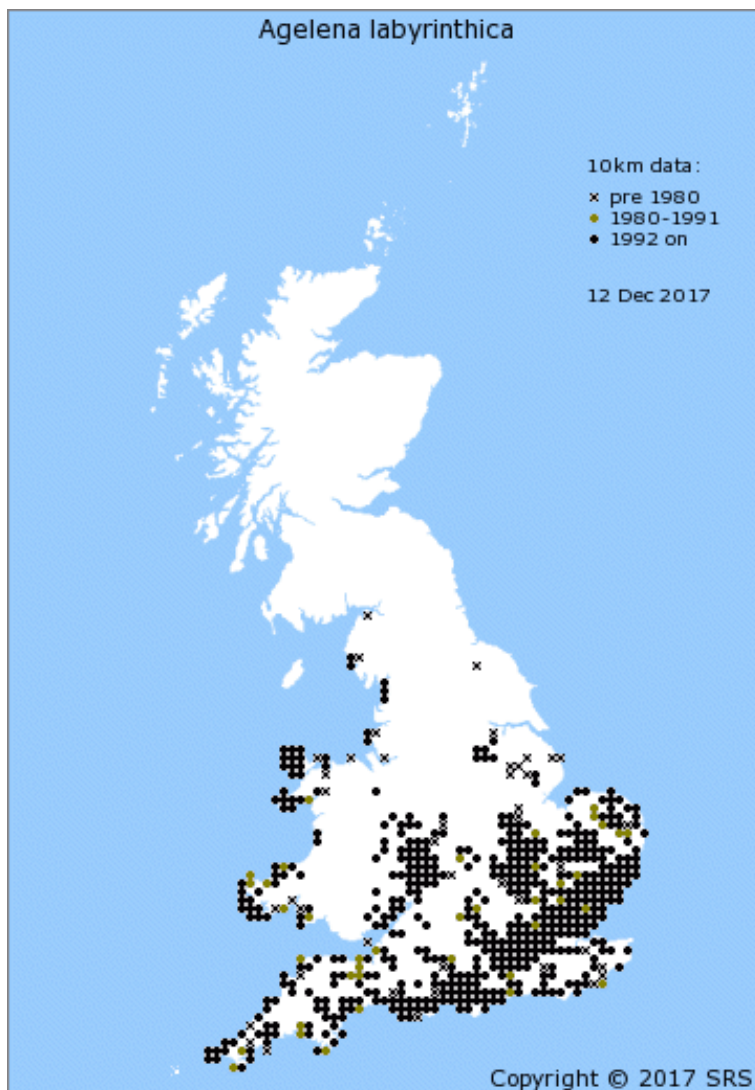 Agelena labyrinthica
10km data:
pre 1980
1980-1991
1992 on
12 Dec 2017
Copyright © 2017 SRS